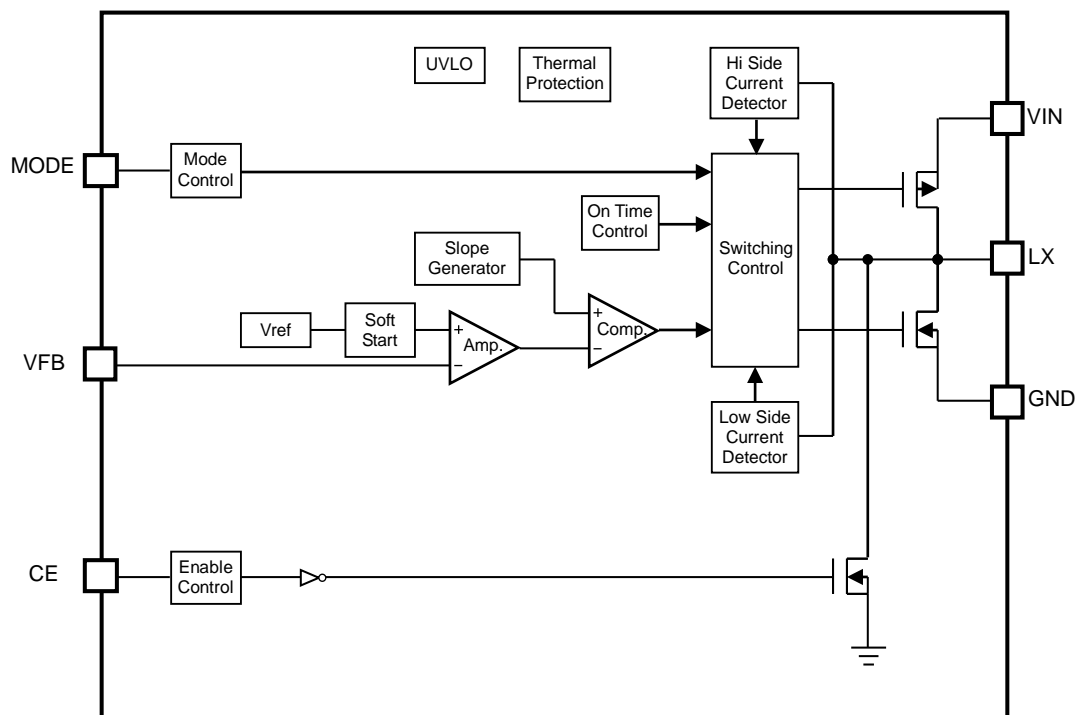 UVLO
Thermal
Protection
Hi Side
Current
Detector
VIN
MODE
Mode
Control
On Time
Control
Switching
Control
LX
Slope
Generator
Vref
Soft
Start
+
Amp.
−
+
Comp.
−
VFB
GND
Low Side
Current
Detector
CE
Enable
Control